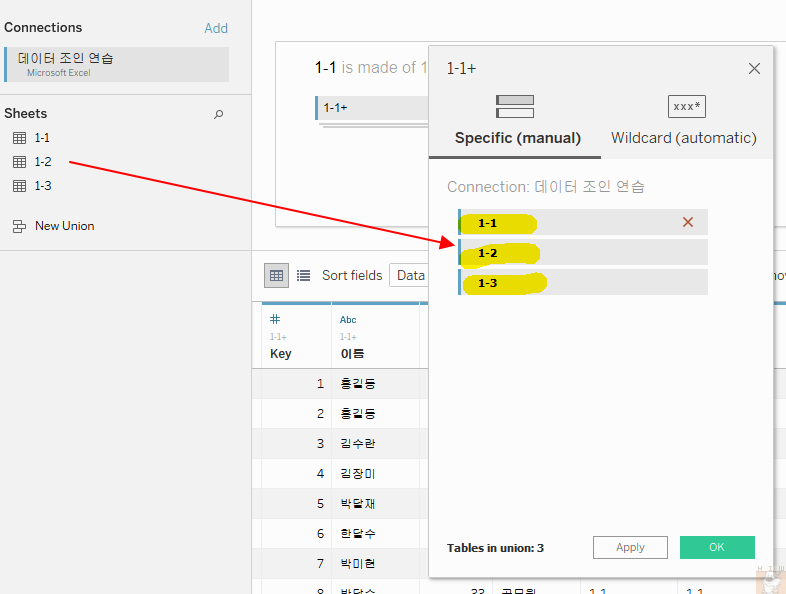 Connections Add
데이터 조인 연습
Microsoft Excel
Sheets
1-1
1-2
1-3
New Union
1-1 is made of 1
1-1+
1-1+
xxx*
Specific (manual) Wildcard (automatic)
Connection: 데이터 조인 연습
1-1
1-2
1-3
Tables in union: 3 Apply OK
Sort fields Data
# Abc
1-1+ 1-1+
Key 이름
1 홍길동
2 홍길동
3 김수란
4 김장미
5 박달재
6 한달수
7 박미현